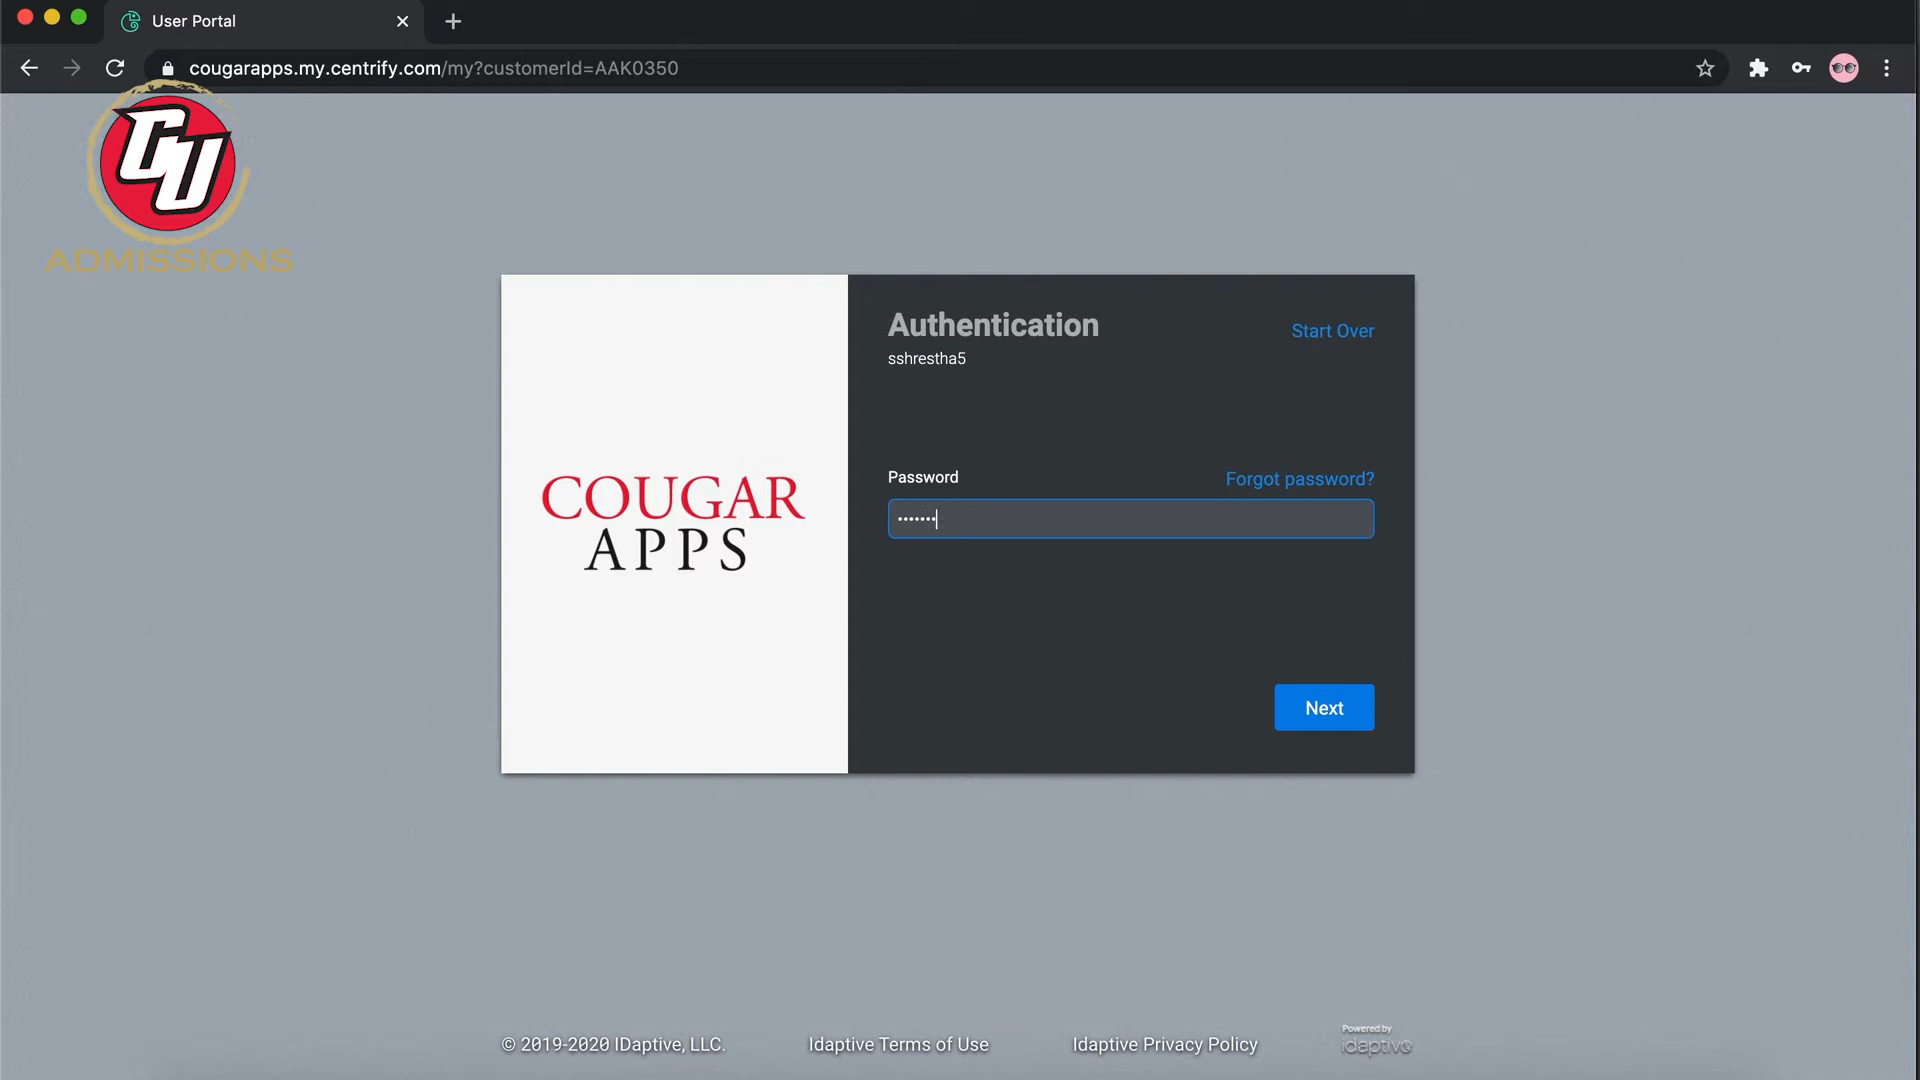 User Portal
cougarapps.my.centrify.com/my?customerId=AAK0350
CU
ADMISSIONS
Authentication
Start Over
sshrestha5
COUGAR
APPS
Password
Forgot password?
Next
© 2019-2020 IDaptive, LLC.
Idaptive Terms of Use
Idaptive Privacy Policy
Powered by
idaptive